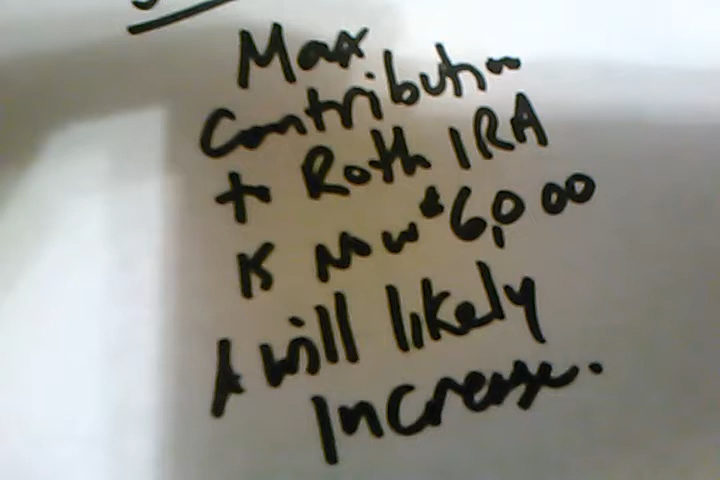 Max
Contribution
to Roth IRA
is Now $6,000
& will likely
Increase.